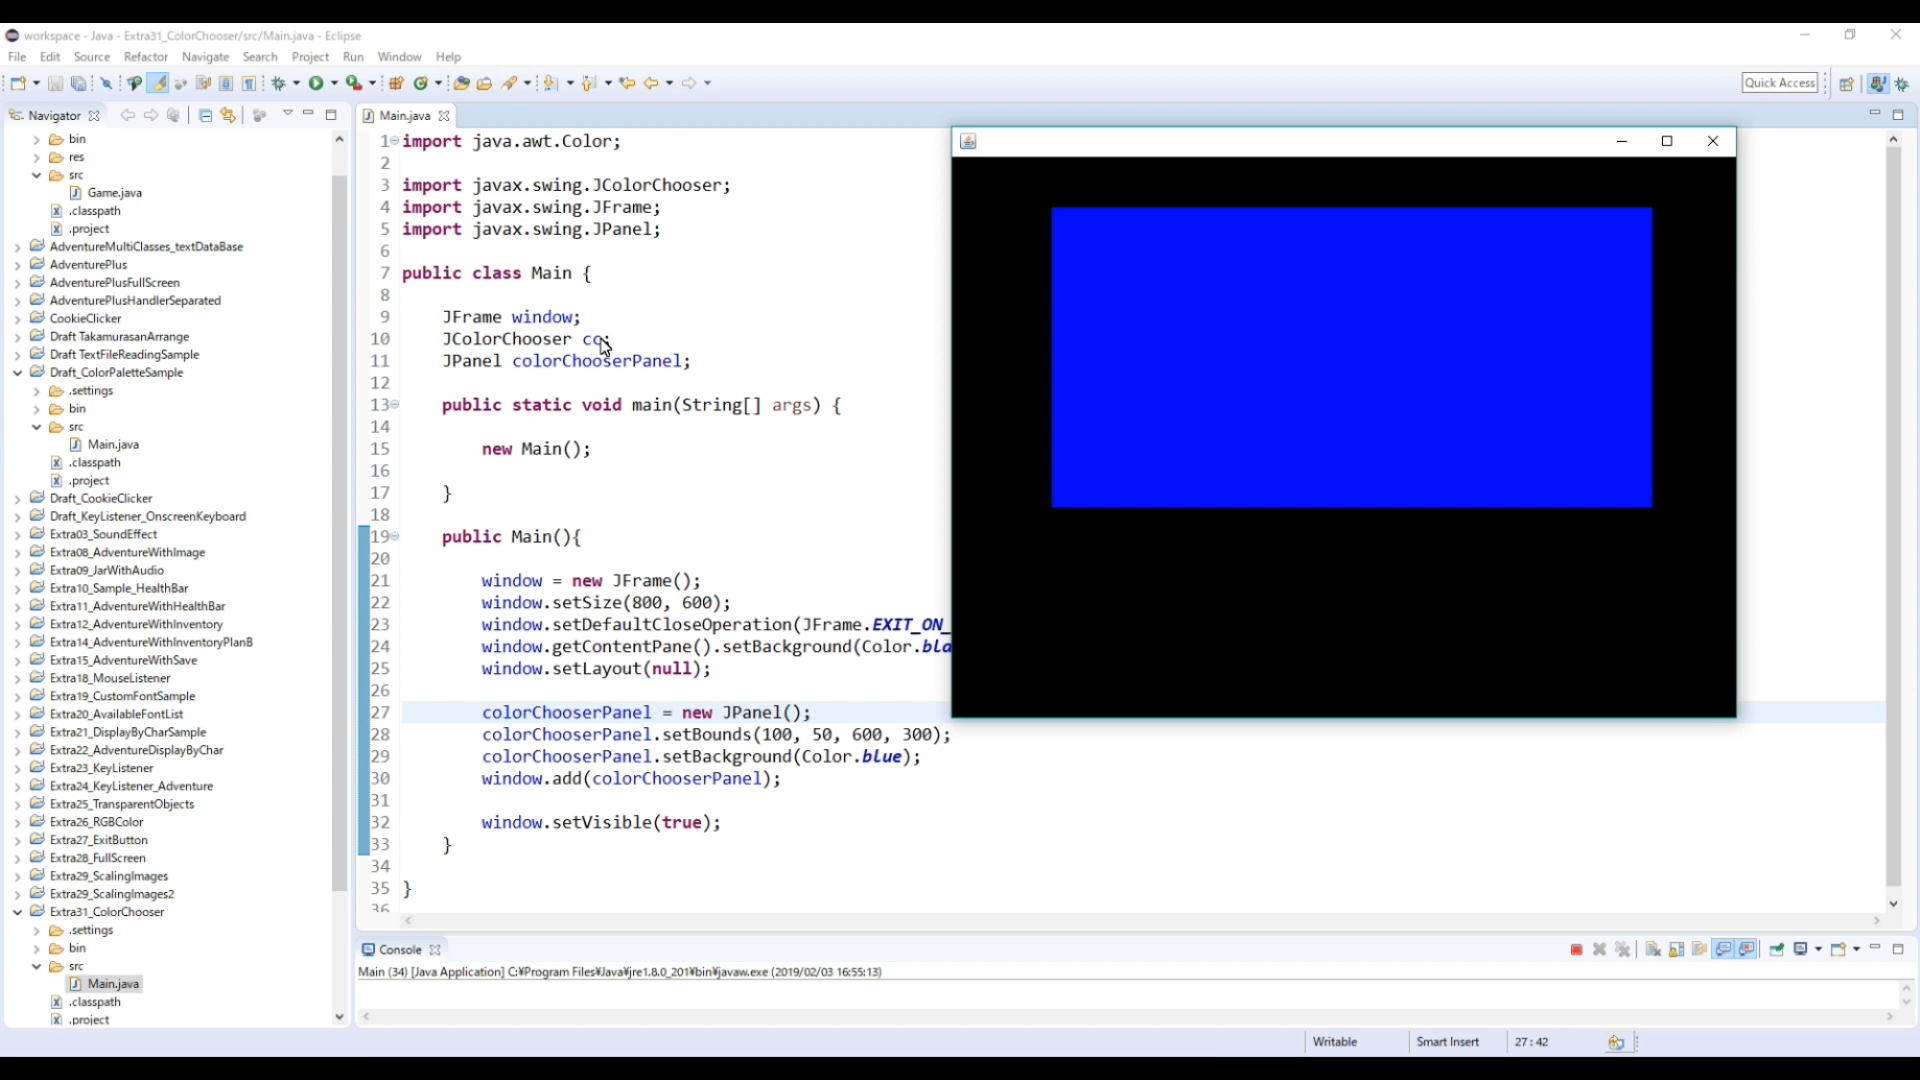 workspace - Java - Extra31_ColorChooser/src/Main.java - Eclipse
File Edit Source Refactor Navigate Search Project Run Window Help
Quick Access
Navigator
bin
res
src
Game.java
.classpath
.project
AdventureMultiClasses_textDataBase
AdventurePlus
AdventurePlusFullScreen
AdventurePlusHandlerSeparated
CookieClicker
Draft TakamurasanArrange
Draft TextFileReadingSample
Draft_ColorPaletteSample
.settings
bin
src
Main.java
.classpath
.project
Draft_CookieClicker
Draft_KeyListener_OnscreenKeyboard
Extra03_SoundEffect
Extra08_AdventureWithImage
Extra09_JarWithAudio
Extra10_Sample_HealthBar
Extra11_AdventureWithHealthBar
Extra12_AdventureWithInventory
Extra14_AdventureWithInventoryPlanB
Extra15_AdventureWithSave
Extra18_MouseListener
Extra19_CustomFontSample
Extra20_AvailableFontList
Extra21_DisplayByCharSample
Extra22_AdventureDisplayByChar
Extra23_KeyListener
Extra24_KeyListener_Adventure
Extra25_TransparentObjects
Extra26_RGBColor
Extra27_ExitButton
Extra28_FullScreen
Extra29_ScalingImages
Extra29_ScalingImages2
Extra31_ColorChooser
.settings
bin
src
Main.java
.classpath
.project
Main.java
1 import java.awt.Color;
2
3 import javax.swing.JColorChooser;
4 import javax.swing.JFrame;
5 import javax.swing.JPanel;
6
7 public class Main {
8
9 JFrame window;
10 JColorChooser cc;
11 JPanel colorChooserPanel;
12
13 public static void main(String[] args) {
14
15 new Main();
16
17 }
18
19 public Main(){
20
21 window = new JFrame();
22 window.setSize(800, 600);
23 window.setDefaultCloseOperation(JFrame.EXIT_ON_
24 window.getContentPane().setBackground(Color.bla
25 window.setLayout(null);
26
27 colorChooserPanel = new JPanel();
28 colorChooserPanel.setBounds(100, 50, 600, 300);
29 colorChooserPanel.setBackground(Color.blue);
30 window.add(colorChooserPanel);
31
32 window.setVisible(true);
33 }
34
35 }
36
Console
Main (34) [Java Application] C:¥Program Files¥Java¥jre1.8.0_201¥bin¥javaw.exe (2019/02/03 16:55:13)
Writable Smart Insert 27 : 42